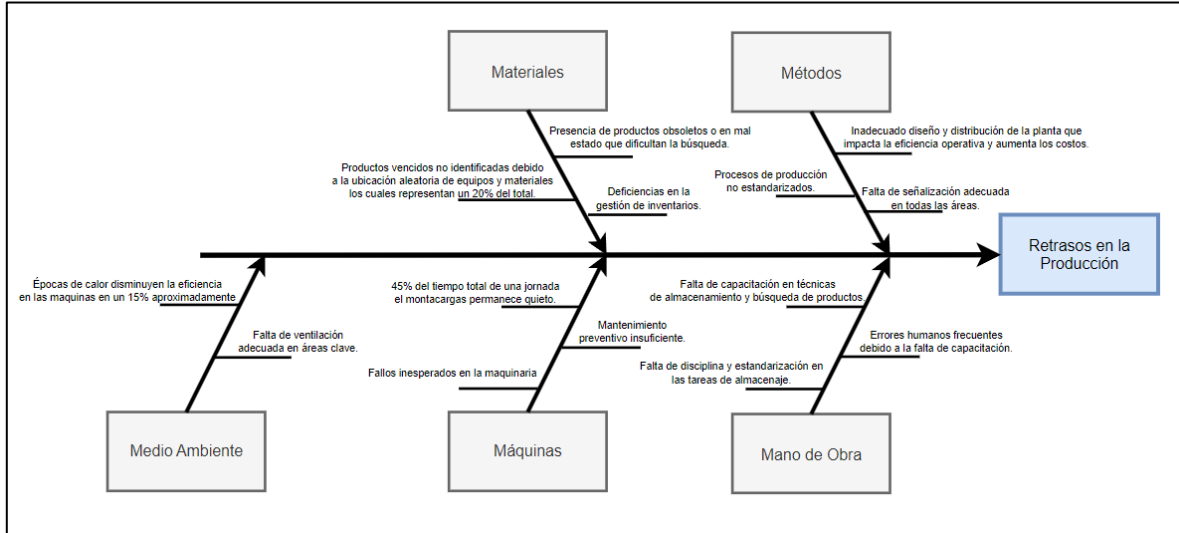 Materiales
Métodos
Presencia de productos obsoletos o en mal
estado que dificultan la búsqueda.
Productos vencidos no identificadas debido
a la ubicación aleatoria de equipos y materiales
los cuales representan un 20% del total.
Deficiencias en la
gestión de inventarios.
Inadecuado diseño y distribución de la planta que
impacta la eficiencia operativa y aumenta los costos.
Procesos de producción
no estandarizados.
Falta de señalización adecuada
en todas las áreas.
Retrasos en la
Producción
Épocas de calor disminuyen la eficiencia
en las maquinas en un 15% aproximadamente
Falta de ventilación
adecuada en áreas clave.
45% del tiempo total de una jornada
el montacargas permanece quieto.
Mantenimiento
preventivo insuficiente.
Fallos inesperados en la maquinaria
Falta de capacitación en técnicas
de almacenamiento y búsqueda de productos.
Errores humanos frecuentes
debido a la falta de capacitación.
Falta de disciplina y estandarización en
las tareas de almacenaje.
Medio Ambiente
Máquinas
Mano de Obra